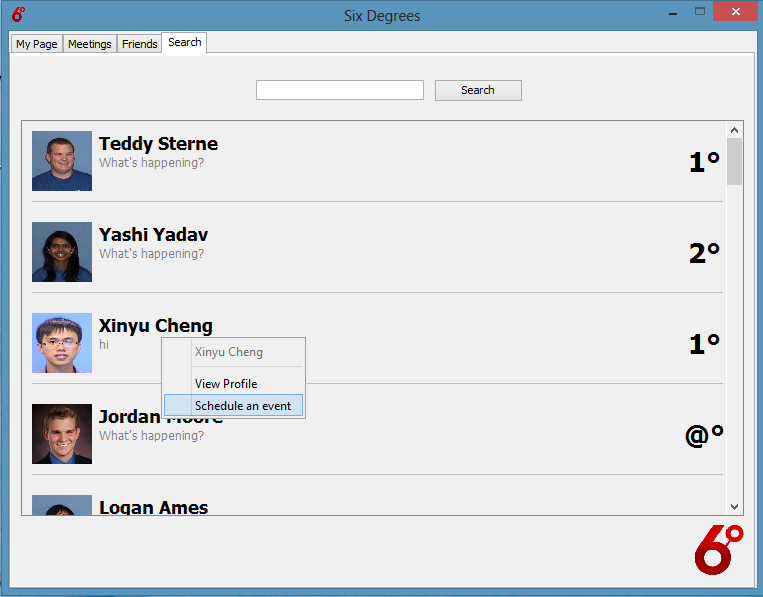 6°
Six Degrees
My Page Meetings Friends Search
Search
Teddy Sterne
What's happening?
1°
Yashi Yadav
What's happening?
2°
Xinyu Cheng
hi
1°
Xinyu Cheng
View Profile
Schedule an event
Jordan Moore
What's happening?
@°
Logan Ames
6°